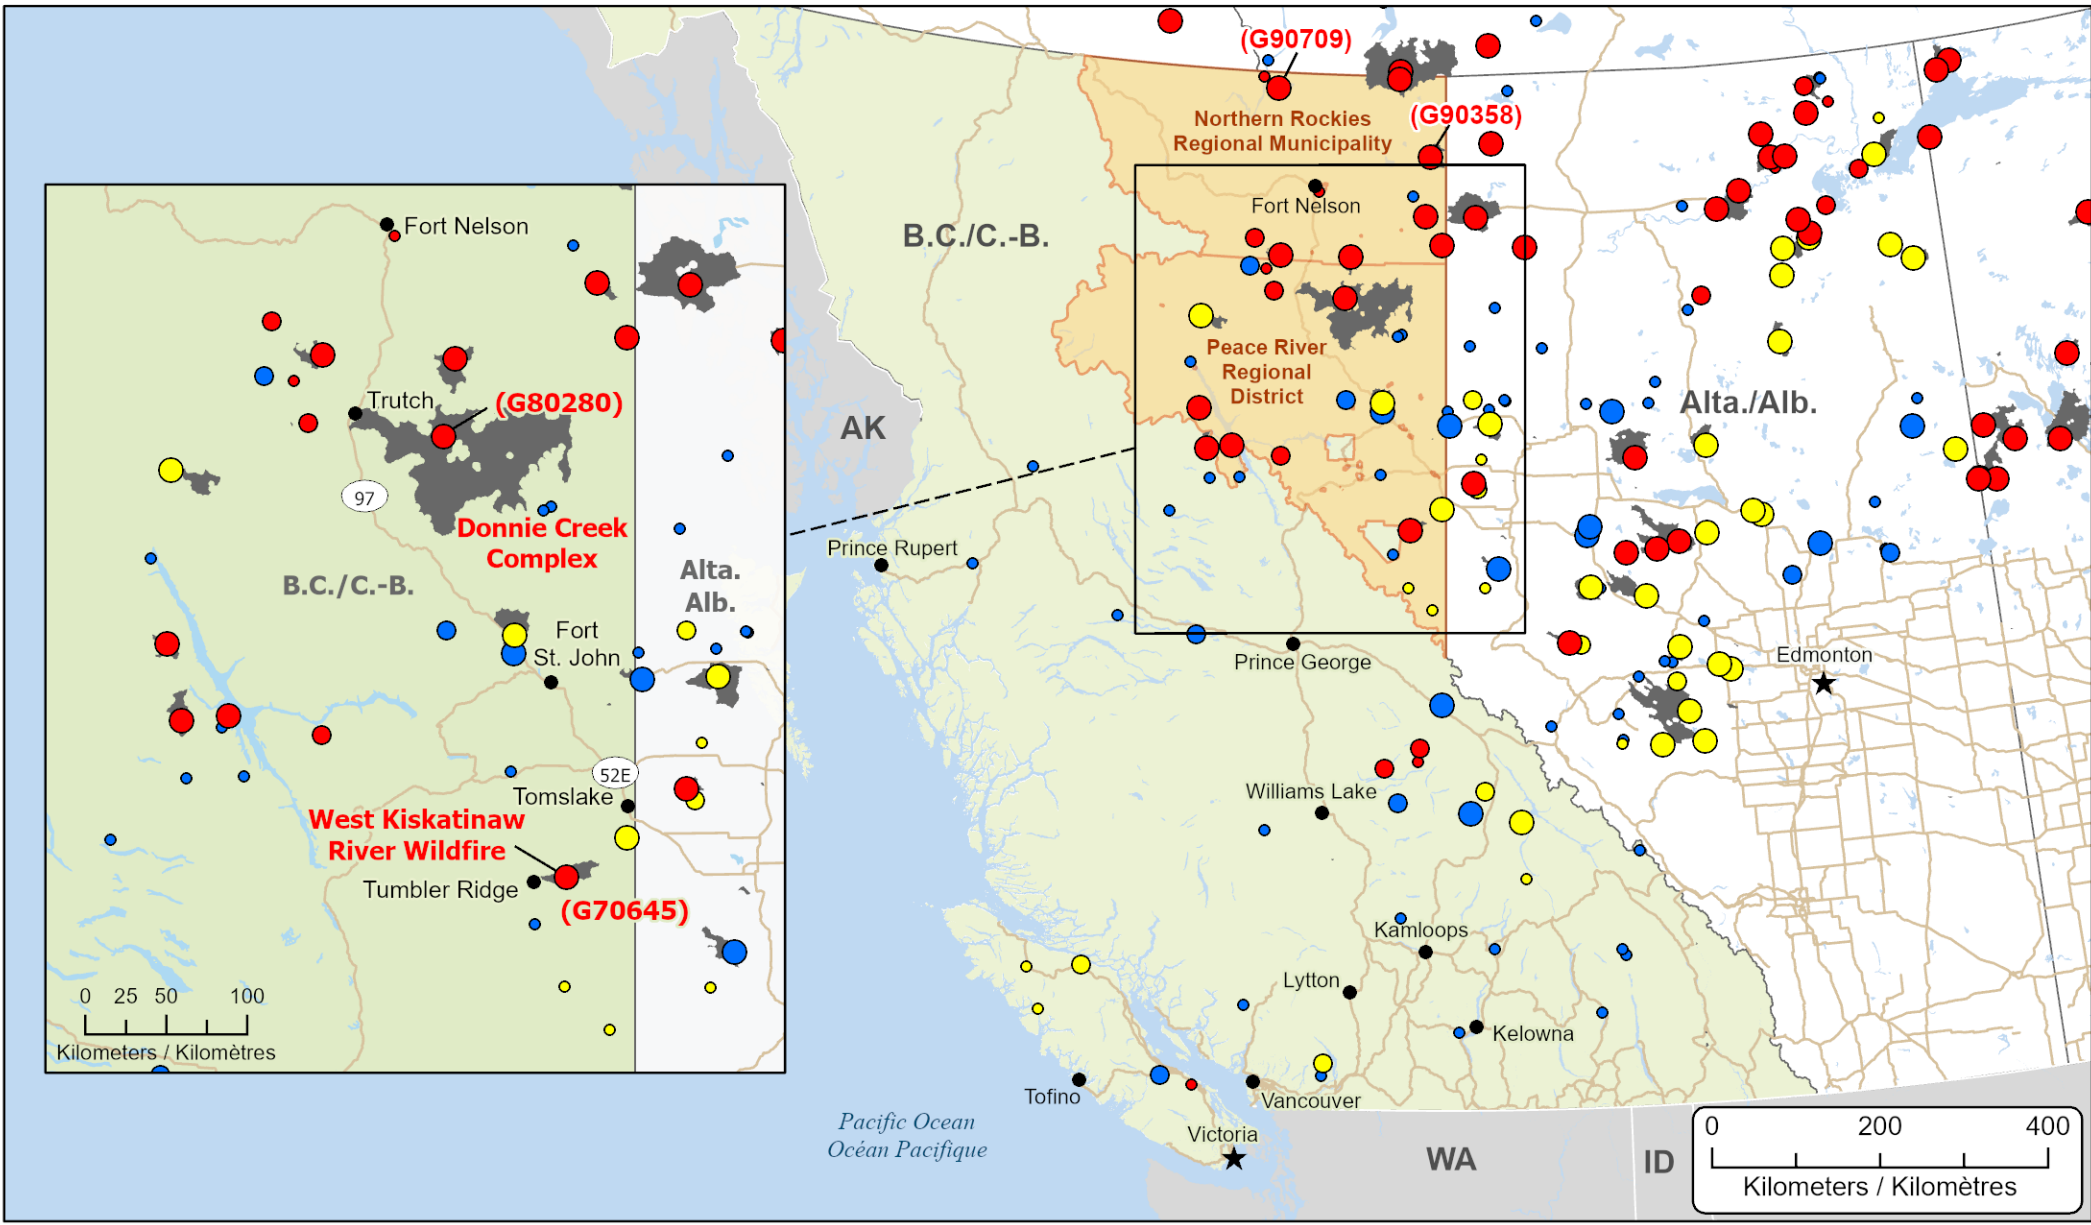 (G90709)
Northern Rockies
Regional Municipality
(G90358)
Fort Nelson
B.C./C.-B.
Peace River
Regional
District
Alta./Alb.
AK
Prince Rupert
Prince George
Edmonton
Williams Lake
Kamloops
Lytton
Kelowna
Tofino
Vancouver
Victoria
Pacific Ocean
Océan Pacifique
WA
ID
0 200 400
Kilometers / Kilomètres
Fort Nelson
Trutch
(G80280)
97
Donnie Creek
Complex
B.C./C.-B.
Alta.
Alb.
Fort
St. John
52E
Tomslake
West Kiskatinaw
River Wildfire
Tumbler Ridge
(G70645)
0 25 50 100
Kilometers / Kilomètres